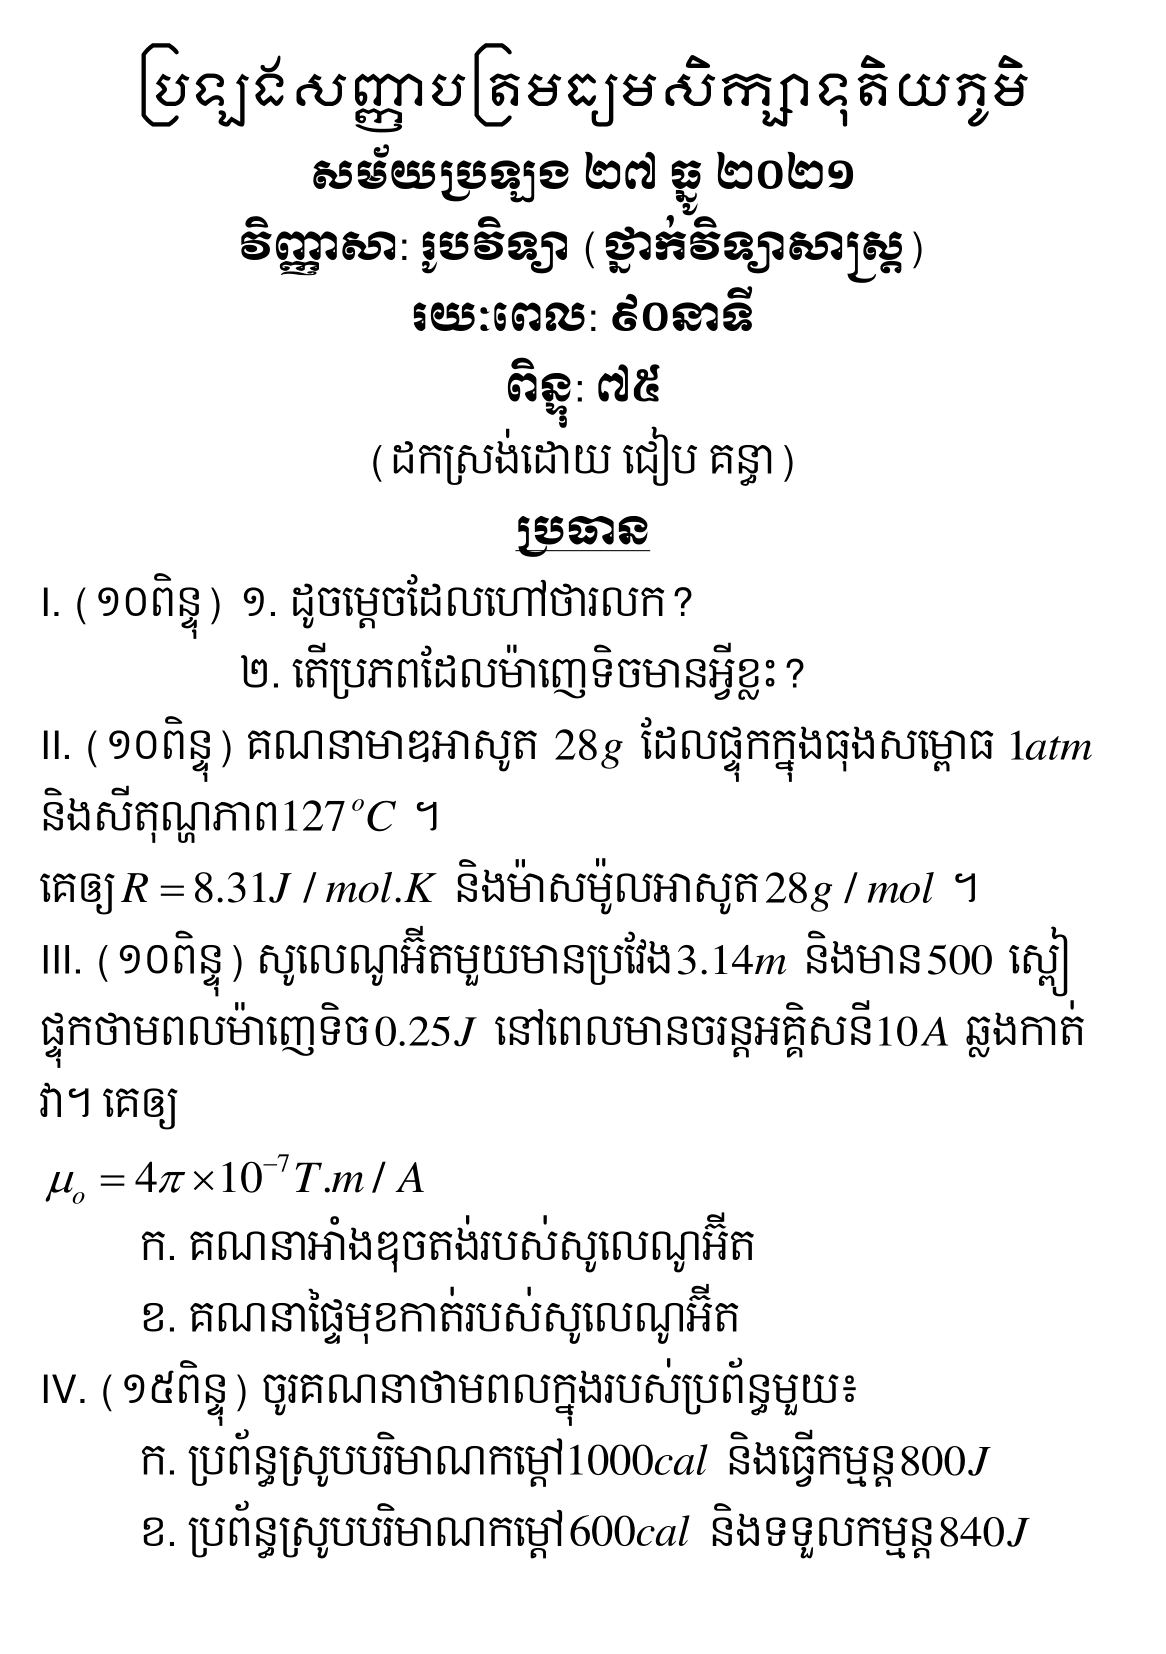 ប្រឡងសញ្ញាបត្រមធ្យមសិក្សាទុតិយភូមិ
សម័យប្រឡង ២៧ ធ្នូ ២០២១
វិញ្ញាសា: រូបវិទ្យា (ថ្នាក់វិទ្យាសាស្ត្រ)
រយៈពេល: ៩០នាទី
ពិន្ទុ: ៧៥
(ដកស្រង់ដោយ ជៀប គន្ធា)
ប្រធាន
I. (១០ពិន្ទុ) ១. ដូចម្ដេចដែលហៅថារលក?
២. តើប្រភពដែលម៉ាញេទិចមានអ្វីខ្លះ?
II. (១០ពិន្ទុ) គណនាមាឌអាសូត 28g ដែលផ្ទុកក្នុងធុងសម្ពោធ 1atm
និងសីតុណ្ហភាព127°C ។
គេឲ្យ R = 8.31J / mol.K និងម៉ាសម៉ូលអាសូត 28g / mol ។
III. (១០ពិន្ទុ) សូលេណូអ៊ីតមួយមានប្រវែង 3.14m និងមាន 500 ស្ពៀ
ផ្ទុកថាមពលម៉ាញេទិច 0.25J នៅពេលមានចរន្តអគ្គិសនី 10A ឆ្លងកាត់
វា។ គេឲ្យ
μₒ = 4π×10⁻⁷T.m / A
ក. គណនាអាំងឌុចតង់របស់សូលេណូអ៊ីត
ខ. គណនាផ្ទៃមុខកាត់របស់សូលេណូអ៊ីត
IV. (១៥ពិន្ទុ) ចូរគណនាថាមពលក្នុងរបស់ប្រព័ន្ធមួយ៖
ក. ប្រព័ន្ធស្រូបបរិមាណកម្ដៅ 1000cal និងធ្វើកម្មន្ត 800J
ខ. ប្រព័ន្ធស្រូបបរិមាណកម្ដៅ 600cal និងទទួលកម្មន្ត 840J